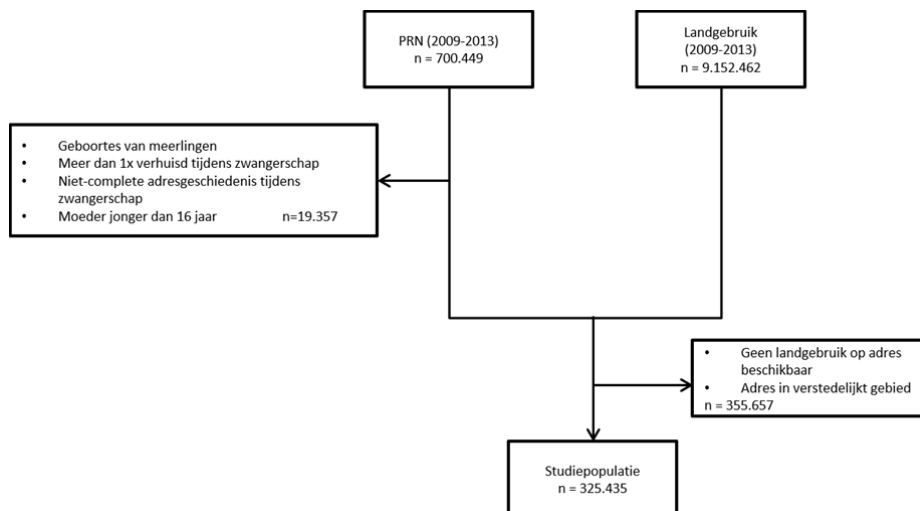 PRN (2009-2013)
n = 700.449
Landgebruik
(2009-2013)
n = 9.152.462
• Geboortes van meerlingen
• Meer dan 1x verhuisd tijdens zwangerschap
• Niet-complete adresgeschiedenis tijdens
zwangerschap
• Moeder jonger dan 16 jaar n=19.357
• Geen landgebruik op adres
beschikbaar
• Adres in verstedelijkt gebied
n = 355.657
Studiepopulatie
n = 325.435